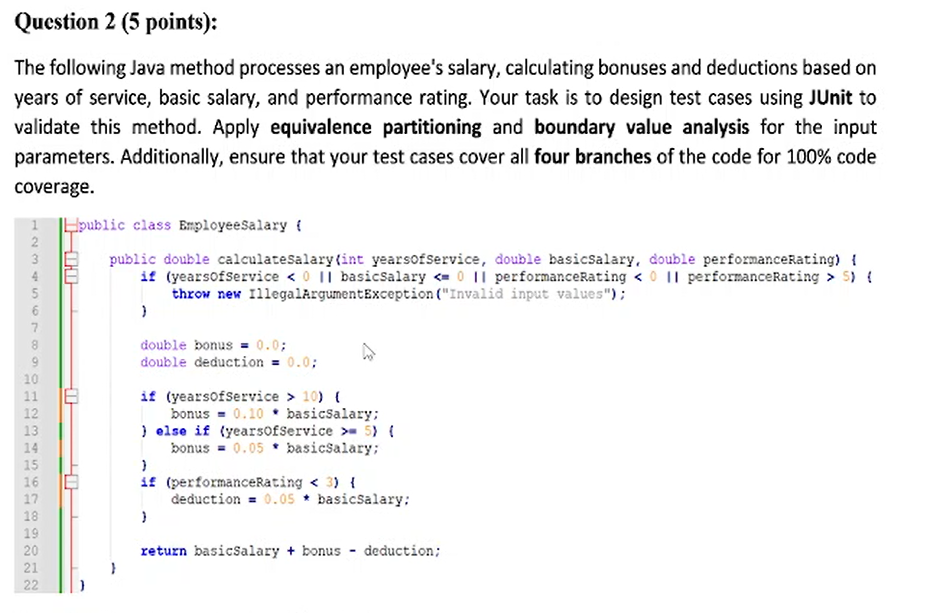 Question 2 (5 points):
The following Java method processes an employee's salary, calculating bonuses and deductions based on
years of service, basic salary, and performance rating. Your task is to design test cases using JUnit to
validate this method. Apply equivalence partitioning and boundary value analysis for the input
parameters. Additionally, ensure that your test cases cover all four branches of the code for 100% code
coverage.
1 public class EmployeeSalary {
2
3 public double calculateSalary(int yearsOfService, double basicSalary, double performanceRating) {
4 if (yearsOfService < 0 || basicSalary <= 0 || performanceRating < 0 || performanceRating > 5) {
5 throw new IllegalArgumentException("Invalid input values");
6 }
7
8 double bonus = 0.0;
9 double deduction = 0.0;
10
11 if (yearsOfService > 10) {
12 bonus = 0.10 * basicSalary;
13 } else if (yearsOfService >= 5) {
14 bonus = 0.05 * basicSalary;
15 }
16 if (performanceRating < 3) {
17 deduction = 0.05 * basicSalary;
18 }
19
20 return basicSalary + bonus - deduction;
21 }
22 }